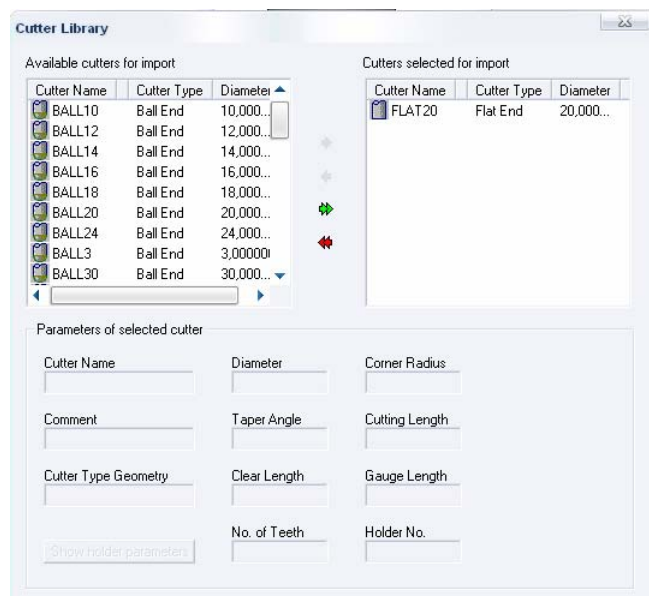 Cutter Library
Available cutters for import
Cutter Name Cutter Type Diameter
BALL10 Ball End 10,000...
BALL12 Ball End 12,000...
BALL14 Ball End 14,000...
BALL16 Ball End 16,000...
BALL18 Ball End 18,000...
BALL20 Ball End 20,000...
BALL24 Ball End 24,000...
BALL3 Ball End 3,00000
BALL30 Ball End 30,000...
Cutters selected for import
Cutter Name Cutter Type Diameter
FLAT20 Flat End 20,000...
Parameters of selected cutter
Cutter Name Diameter Corner Radius
Comment Taper Angle Cutting Length
Cutter Type Geometry Clear Length Gauge Length
No. of Teeth Holder No.
Show holder parameters